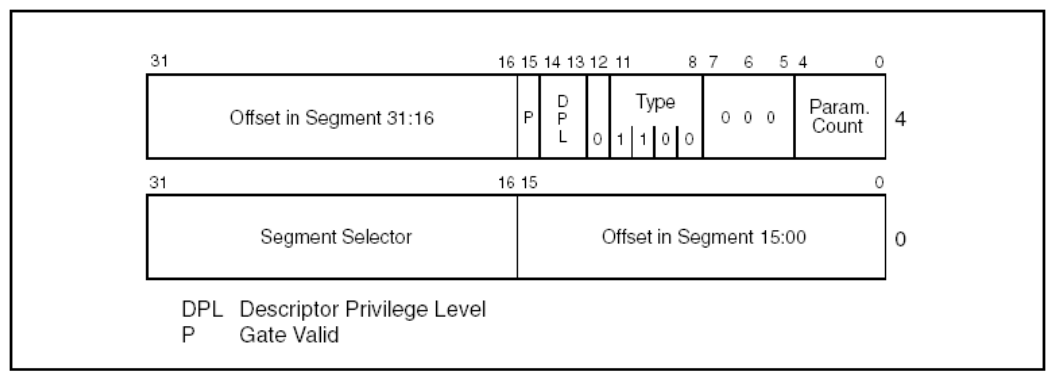 31 16 15 14 13 12 11 8 7 6 5 4 0
Offset in Segment 31:16 P DPL 0 Type 1 1 0 0 0 0 0 Param. Count 4
31 16 15 0
Segment Selector Offset in Segment 15:00 0
DPL Descriptor Privilege Level
P Gate Valid